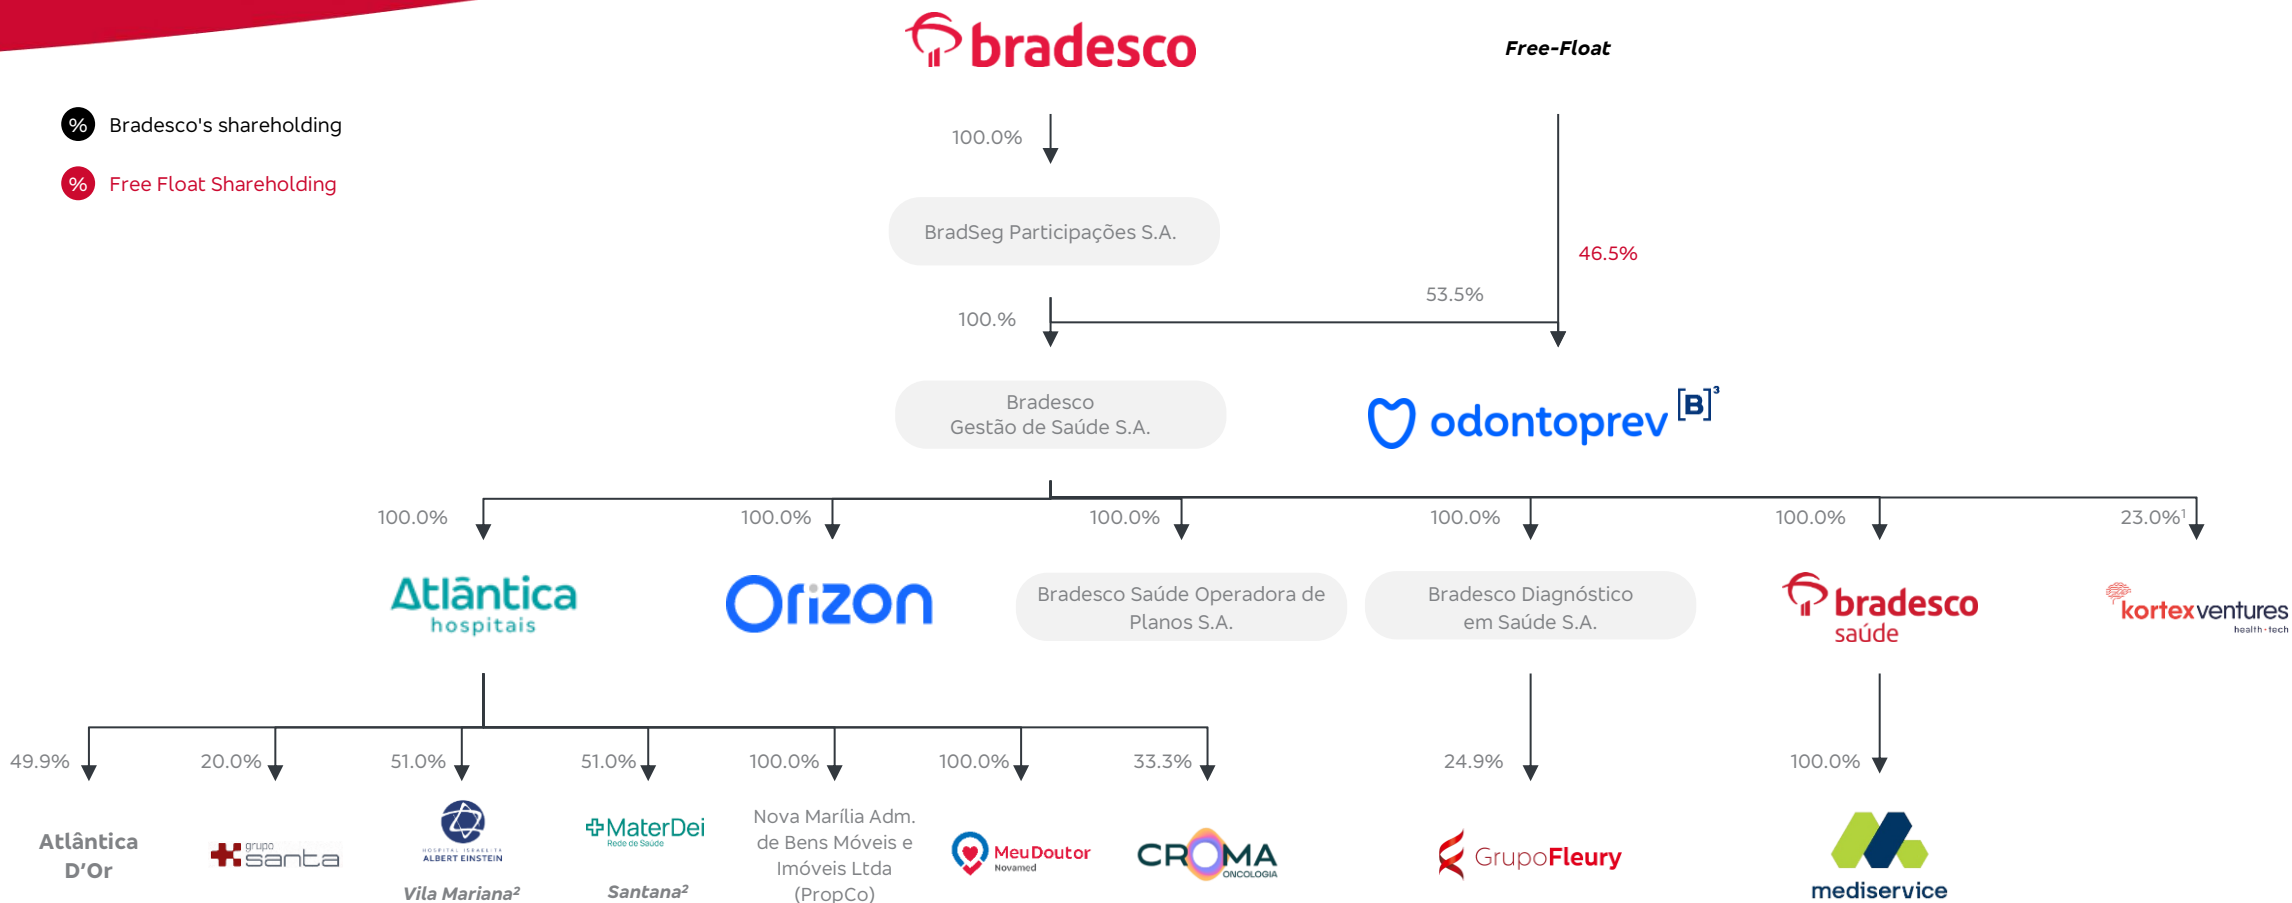 bradesco
Free-Float
% Bradesco's shareholding
% Free Float Shareholding
100.0%
BradSeg Participações S.A.
46.5%
53.5%
100.%
Bradesco
Gestão de Saúde S.A.
odontoprev [B]³
100.0%
100.0%
100.0%
100.0%
100.0%
23.0%¹
Atlântica
hospitais
Orizon
Bradesco Saúde Operadora de
Planos S.A.
Bradesco Diagnóstico
em Saúde S.A.
bradesco
saúde
kortexventures
health·tech
49.9%
20.0%
51.0%
51.0%
100.0%
100.0%
33.3%
24.9%
100.0%
Atlântica
D’Or
grupo
santa
HOSPITAL ISRAELITA
ALBERT EINSTEIN
Vila Mariana²
MaterDei
Rede de Saúde
Santana²
Nova Marília Adm.
de Bens Móveis e
Imóveis Ltda
(PropCo)
MeuDoutor
Novamed
CROMA
ONCOLOGIA
GrupoFleury
mediservice